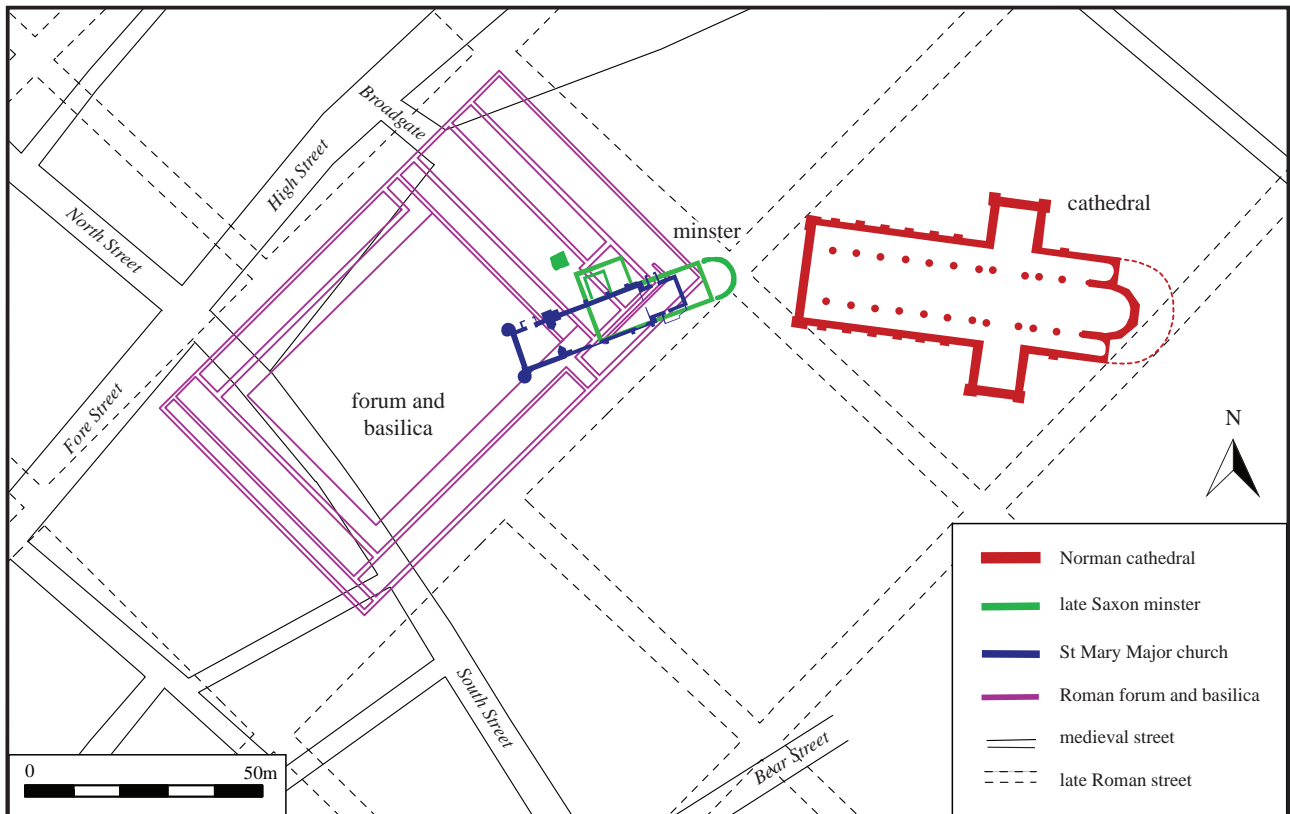 Broadgate
High Street
North Street
Fore Street
minster
cathedral
forum and
basilica
N
South Street
Bear Street
0 50m
Norman cathedral
late Saxon minster
St Mary Major church
Roman forum and basilica
medieval street
late Roman street